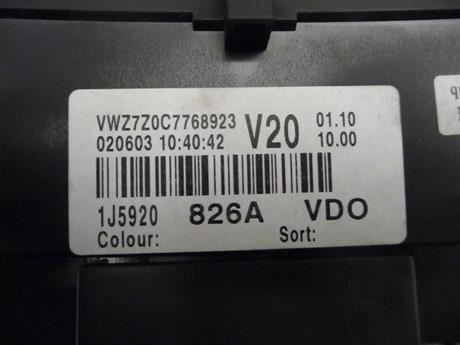 VWZ7Z0C7768923 V20 01.10
020603 10:40:42 10.00
1J5920 826A VDO
Colour: Sort: